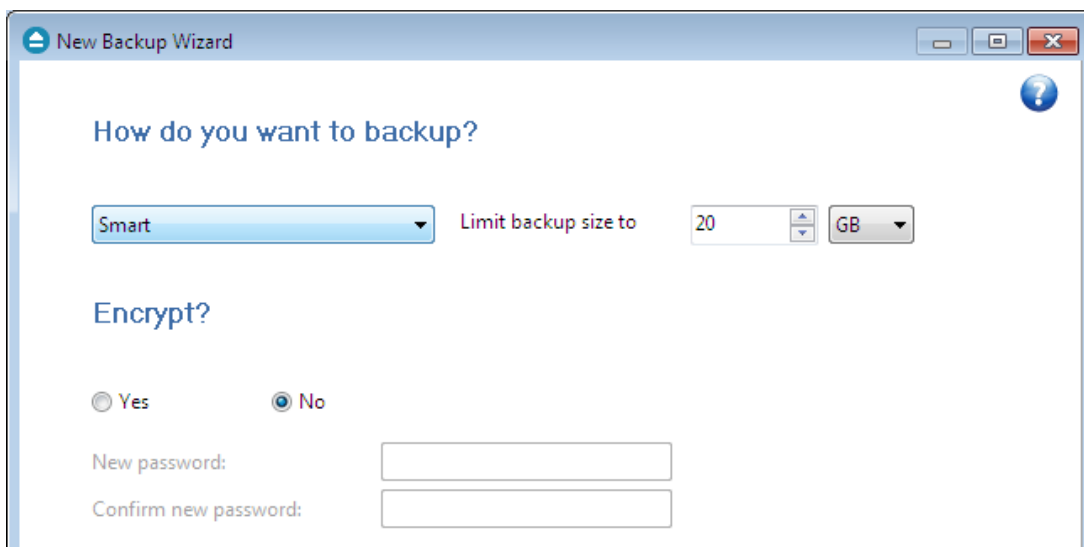 New Backup Wizard
?
How do you want to backup?
Smart Limit backup size to 20 GB
Encrypt?
Yes No
New password:
Confirm new password: